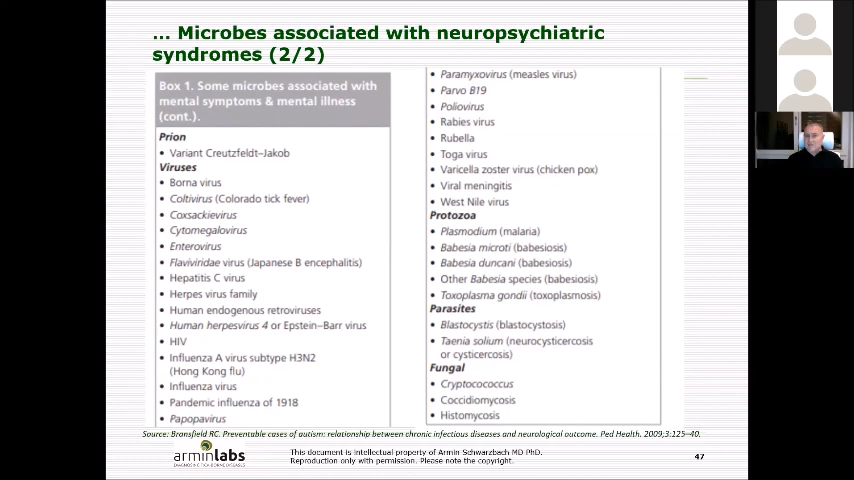 ... Microbes associated with neuropsychiatric
syndromes (2/2)
Box 1. Some microbes associated with
mental symptoms & mental illness
(cont.).
Prion
• Variant Creutzfeldt–Jakob
Viruses
• Borna virus
• Coltivirus (Colorado tick fever)
• Coxsackievirus
• Cytomegalovirus
• Enterovirus
• Flaviviridae virus (Japanese B encephalitis)
• Hepatitis C virus
• Herpes virus family
• Human endogenous retroviruses
• Human herpesvirus 4 or Epstein–Barr virus
• HIV
• Influenza A virus subtype H3N2
(Hong Kong flu)
• Influenza virus
• Pandemic influenza of 1918
• Papopavirus
• Paramyxovirus (measles virus)
• Parvo B19
• Poliovirus
• Rabies virus
• Rubella
• Toga virus
• Varicella zoster virus (chicken pox)
• Viral meningitis
• West Nile virus
Protozoa
• Plasmodium (malaria)
• Babesia microti (babesiosis)
• Babesia duncani (babesiosis)
• Other Babesia species (babesiosis)
• Toxoplasma gondii (toxoplasmosis)
Parasites
• Blastocystis (blastocystosis)
• Taenia solium (neurocysticercosis
or cysticercosis)
Fungal
• Cryptococcus
• Coccidiomycosis
• Histomycosis
Source: Bransfield RC. Preventable cases of autism: relationship between chronic infectious diseases and neurological outcome. Ped Health. 2009;3:125–40.
arminlabs
DIAGNOSING TICK-BORNE DISEASES
This document is intellectual property of Armin Schwarzbach MD PhD.
Reproduction only with permission. Please note the copyright.
47